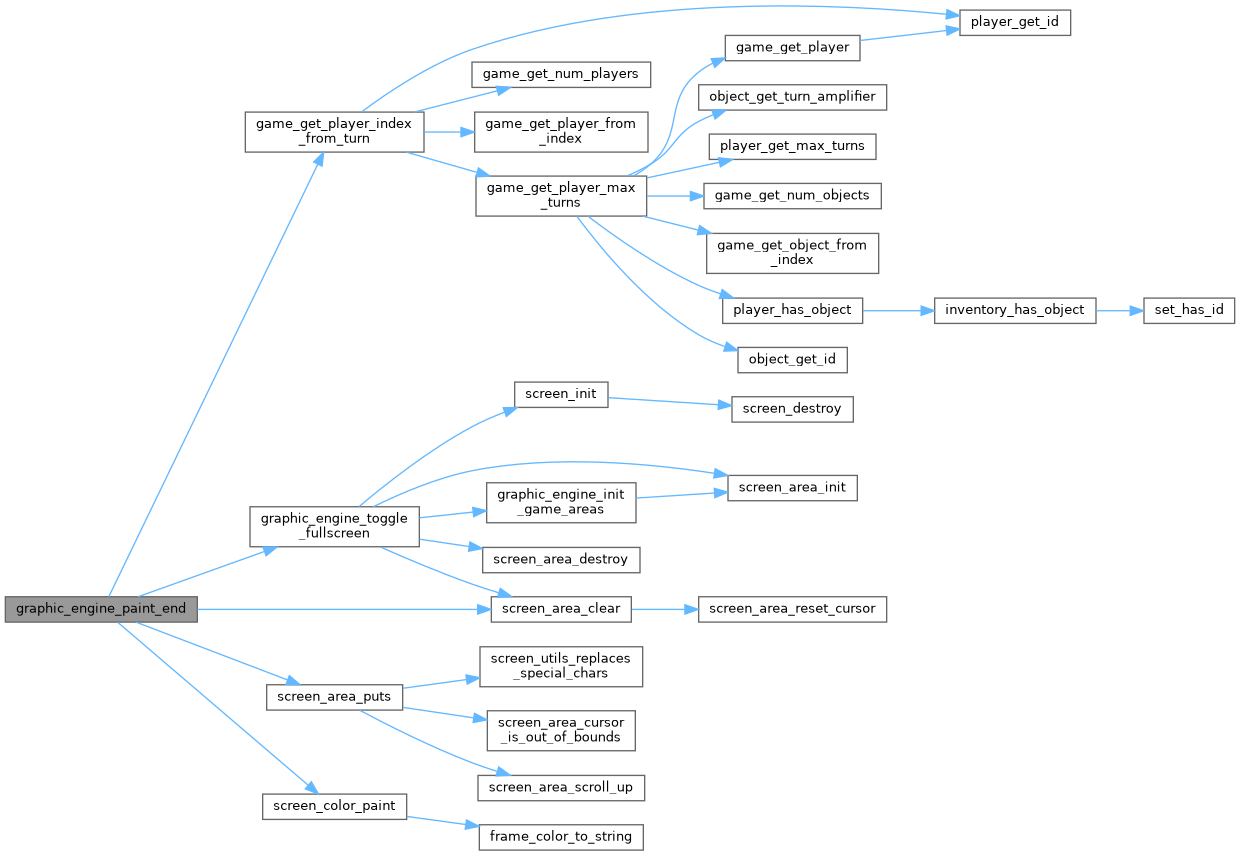 player_get_id
game_get_player
game_get_num_players
object_get_turn_amplifier
game_get_player_index
_from_turn
game_get_player_from
_index
player_get_max_turns
game_get_player_max
_turns
game_get_num_objects
game_get_object_from
_index
player_has_object
inventory_has_object
set_has_id
object_get_id
screen_init
screen_destroy
screen_area_init
graphic_engine_init
_game_areas
graphic_engine_toggle
_fullscreen
screen_area_destroy
graphic_engine_paint_end
screen_area_clear
screen_area_reset_cursor
screen_utils_replaces
_special_chars
screen_area_puts
screen_area_cursor
_is_out_of_bounds
screen_area_scroll_up
screen_color_paint
frame_color_to_string